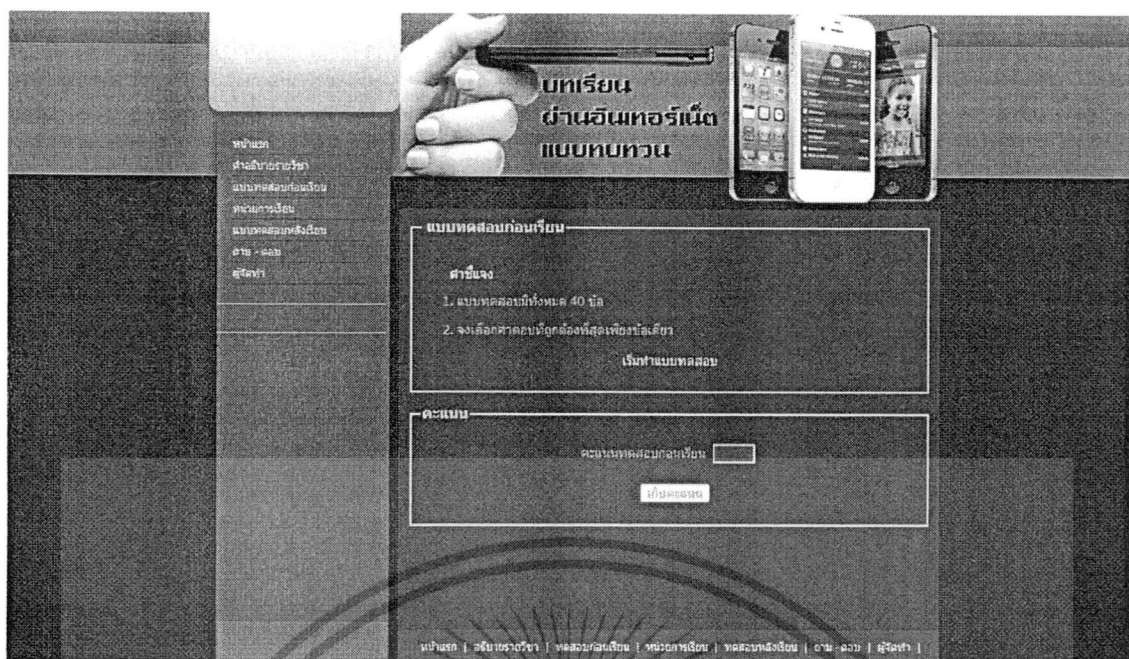 บทเรียน
ผ่านอินเทอร์เน็ต
แบบทบทวน
หน้าแรก
คำอธิบายรายวิชา
แบบทดสอบก่อนเรียน
หน่วยการเรียน
แบบทดสอบหลังเรียน
ถาม - ตอบ
ผู้จัดทำ
แบบทดสอบก่อนเรียน
คำชี้แจง
1. แบบทดสอบมีทั้งหมด 40 ข้อ
2. จงเลือกคำตอบที่ถูกต้องที่สุดเพียงข้อเดียว
เริ่มทำแบบทดสอบ
คะแนน
คะแนนทดสอบก่อนเรียน
เก็บคะแนน
หน้าแรก | อธิบายรายวิชา | ทดสอบก่อนเรียน | หน่วยการเรียน | ทดสอบหลังเรียน | ถาม - ตอบ | ผู้จัดทำ |